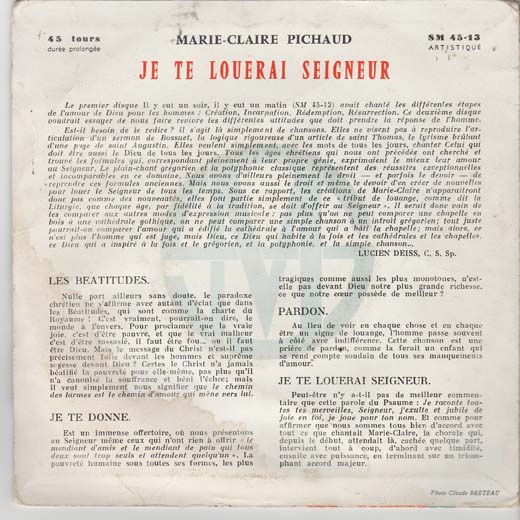 45 tours
durée prolongée
MARIE-CLAIRE PICHAUD
SM 45-13
ARTISTIQUE
JE TE LOUERAI SEIGNEUR
Le premier disque Il y eut un soir, il y eut un matin (SM 45-12) avait chanté les différentes étapes
de l'amour de Dieu pour les hommes : Création, Incarnation, Rédemption, Résurrection. Ce deuxième disque
voudrait essayer de nous faire revivre les différentes attitudes que doit prendre la réponse de l'homme.
Est-il besoin de le redire ? il s'agit là simplement de chansons. Elles ne visent pas à reproduire l'ar-
ticulation d'un sermon de Bossuet, la logique rigoureuse d'un article de saint Thomas, le lyrisme brûlant
d'une page de saint Augustin. Elles veulent simplement, avec les mots de tous les jours, chanter Celui qui
doit être aussi le Dieu de tous les jours. Tous les âges chrétiens qui nous ont précédés ont cherché et
trouvé les formules qui, correspondant pleinement à leur propre génie, exprimaient le mieux leur amour
au Seigneur. Le plain-chant grégorien et la polyphonie classique représentent des réussites exceptionnelles
et incomparables en ce domaine. Nous avons d'ailleurs pleinement le droit — et parfois le devoir — de
reprendre ces formules anciennes. Mais nous avons aussi le droit et même le devoir d'en créer de nouvelles
pour louer le Seigneur de tous les temps. Sous ce rapport, les créations de Marie-Claire n'apparaîtront
donc pas comme des nouveautés, elles font partie simplement de ce « tribut de louange, comme dit la
Liturgie, que chaque âge, par fidélité à la tradition, se doit d'offrir au Seigneur ». Il serait donc vain de
les comparer aux autres modes d'expression musicale : pas plus qu'on ne peut comparer une chapelle en
bois à une cathédrale gothique, on ne peut comparer une simple chanson à un introït grégorien; tout juste
pourrait-on comparer l'amour qui a édifié la cathédrale à l'amour qui a bâti la chapelle; mais alors, ce
n'est plus l'homme qui est juge, mais Dieu, ce Dieu qui habite à la fois et les cathédrales et les chapelles,
ce Dieu qui a inspiré à la fois et le grégorien, et la polyphonie, et la simple chanson...
LUCIEN DEISS, C. S. Sp.
LES BEATITUDES.
Nulle part ailleurs sans doute, le paradoxe
chrétien ne s'affirme avec autant d'éclat que dans
les Béatitudes, qui sont comme la charte du
Royaume ! C'est vraiment, pourrait-on dire, le
monde à l'envers. Pour proclamer que la vraie
joie, c'est d'être pauvre, et que le vrai malheur
c'est d'être rassasié, il faut être fou... ou il faut
être Dieu. Mais le message du Christ n'est-il pas
précisément folie devant les hommes et suprême
sagesse devant Dieu ? Certes le Christ n'a jamais
béatifié la pauvreté pour elle-même, pas plus qu'il
n'a canonisé la souffrance et béni l'échec; mais
il veut simplement nous signifier que le chemin
des larmes est le chemin d'amour qui mène vers lui.
JE TE DONNE.
Est un immense offertoire, où nous présentons
au Seigneur même ceux qui n'ont rien à offrir - le
mendiant d'amis et le mendiant de pain qui tous
deux sont trop seuls et attendent quelqu'un ». La
pauvreté humaine sous toutes ses formes, les plus
tragiques comme aussi les plus monotones, n'est-
elle pas devant Dieu notre plus grande richesse,
ce que notre cœur possède de meilleur ?
PARDON.
Au lieu de voir en chaque chose et en chaque
être un signe de louange, l'homme passe souvent
à côté avec indifférence. Cette chanson est une
prière de pardon, comme la ferait un enfant qui
se rend compte soudain de tous ses manquements
d'amour.
JE TE LOUERAI SEIGNEUR.
Peut-être n'y a-t-il pas de meilleur commen-
taire que cette parole du Psaume : Je raconte tou-
tes tes merveilles, Seigneur, j'exulte et jubile de
joie en toi, je joue pour ton nom. Et comme pour
affirmer que nous sommes tous bien d'accord avec
tout ce que chantait Marie-Claire, la chorale qui,
depuis le début, attendait là, cachée quelque part,
intervient tout à coup, d'abord avec timidité,
ensuite avec puissance, en terminant sur un triom-
phant accord majeur.
Photo Claude BRETEAU